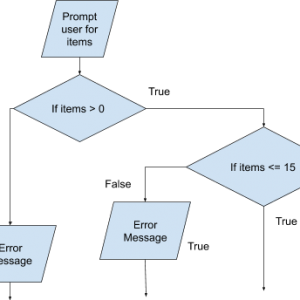 Prompt
user for
items
True
If items > 0
If items <= 15
False
Error
Message
True
True
Error
essage